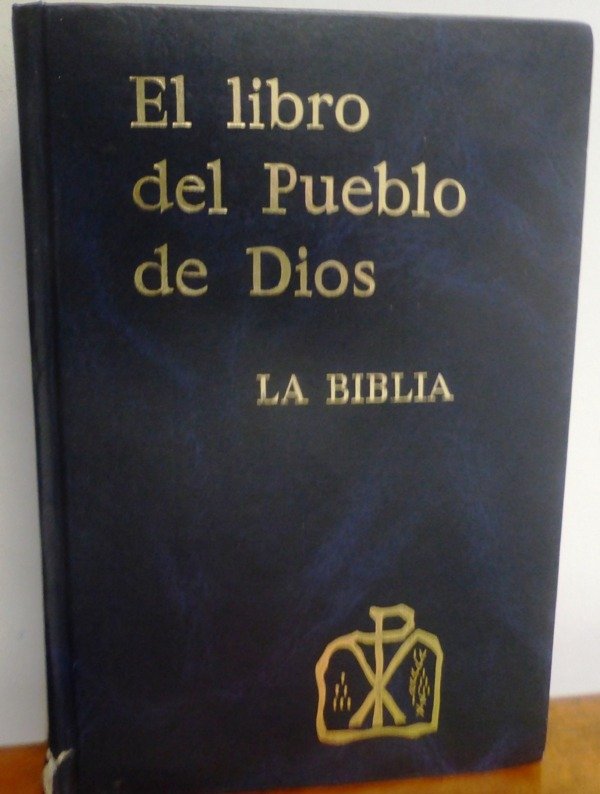 El libro
del Pueblo
de Dios
LA BIBLIA